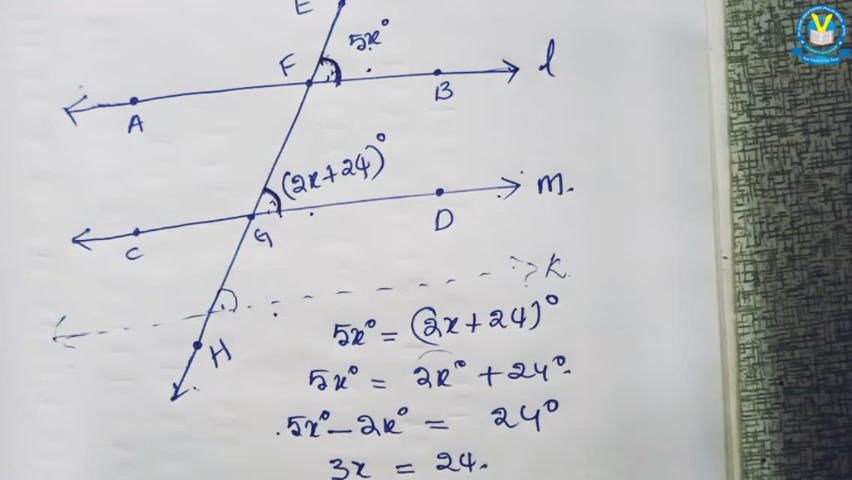 E
5x°
F
B
l
A
(2x+24)°
m.
G
D
C
k
H
5x° = (2x+24)°
5x° = 2x° + 24°.
.5x° – 2x° = 24°
3x = 24.
V